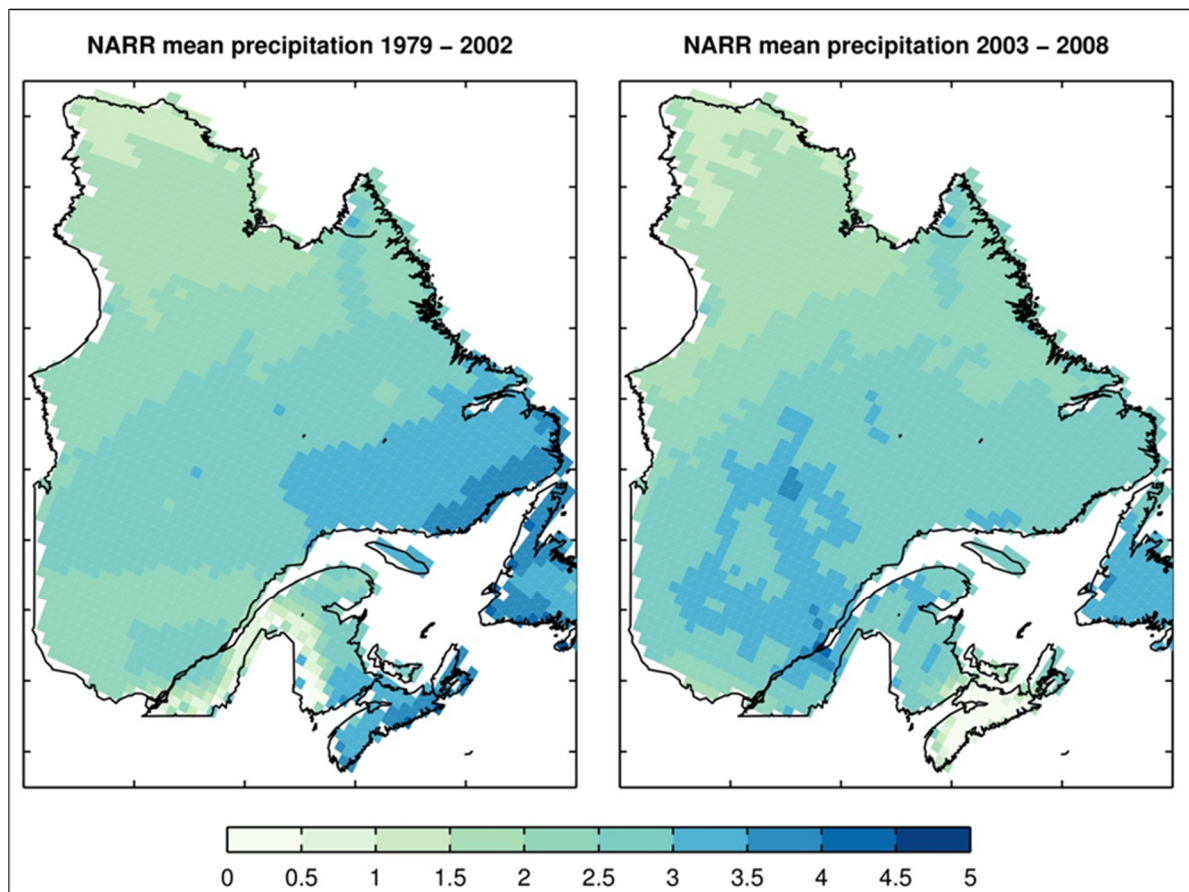 NARR mean precipitation 1979 – 2002
NARR mean precipitation 2003 – 2008
0 0.5 1 1.5 2 2.5 3 3.5 4 4.5 5